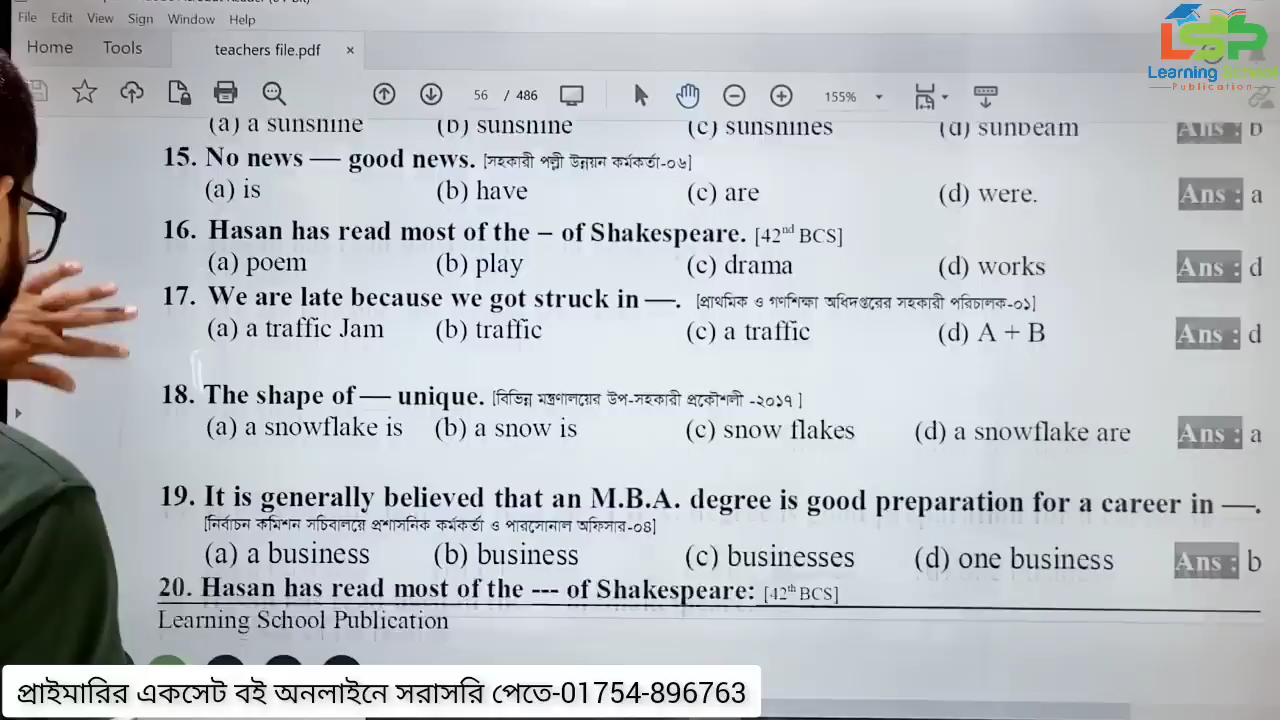 File Edit View Sign Window Help
Home Tools teachers file.pdf ×
56 / 486 155%
LSP
Learning School
Publication
(a) a sunshine (b) sunshine (c) sunshines (d) sunbeam Ans : b
15. No news — good news. [সহকারী পল্লী উন্নয়ন কর্মকর্তা-০৬]
(a) is (b) have (c) are (d) were. Ans : a
16. Hasan has read most of the – of Shakespeare. [42nd BCS]
(a) poem (b) play (c) drama (d) works Ans : d
17. We are late because we got struck in —. [প্রাথমিক ও গণশিক্ষা অধিদপ্তরের সহকারী পরিচালক-০১]
(a) a traffic Jam (b) traffic (c) a traffic (d) A + B Ans : d
18. The shape of — unique. [বিভিন্ন মন্ত্রণালয়ের উপ-সহকারী প্রকৌশলী -২০১৭ ]
(a) a snowflake is (b) a snow is (c) snow flakes (d) a snowflake are Ans : a
19. It is generally believed that an M.B.A. degree is good preparation for a career in —.
[নির্বাচন কমিশন সচিবালয়ে প্রশাসনিক কর্মকর্তা ও পারসোনাল অফিসার-০৪]
(a) a business (b) business (c) businesses (d) one business Ans : b
20. Hasan has read most of the --- of Shakespeare: [42th BCS]
Learning School Publication
প্রাইমারির একসেট বই অনলাইনে সরাসরি পেতে-01754-896763